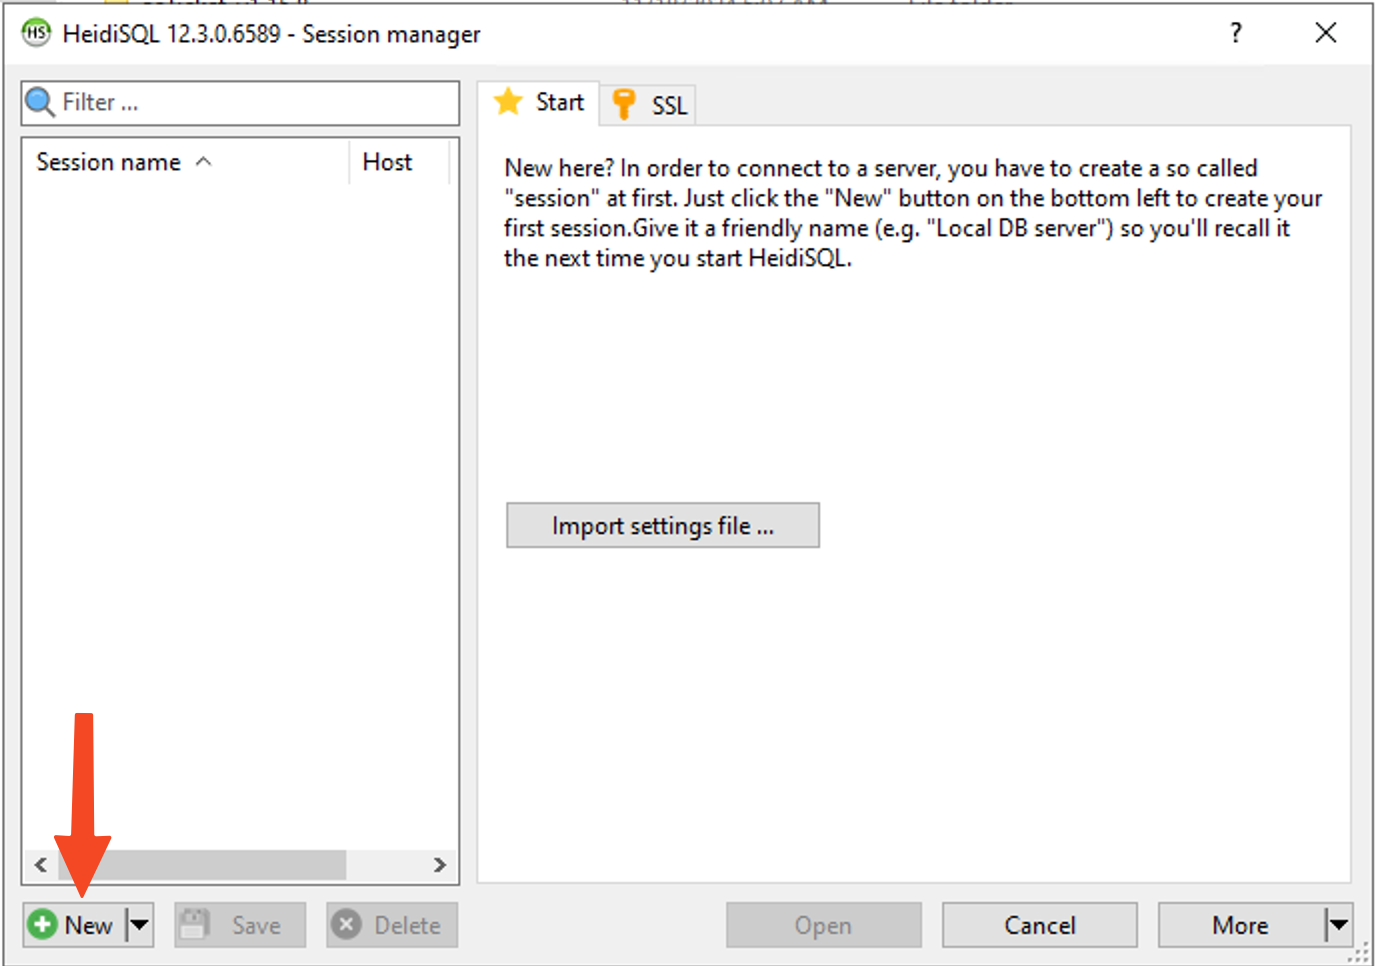 HeidiSQL 12.3.0.6589 - Session manager
?
Filter ...
Start
SSL
Session name
Host
New here? In order to connect to a server, you have to create a so called
"session" at first. Just click the "New" button on the bottom left to create your
first session.Give it a friendly name (e.g. "Local DB server") so you'll recall it
the next time you start HeidiSQL.
Import settings file ...
New
Save
Delete
Open
Cancel
More